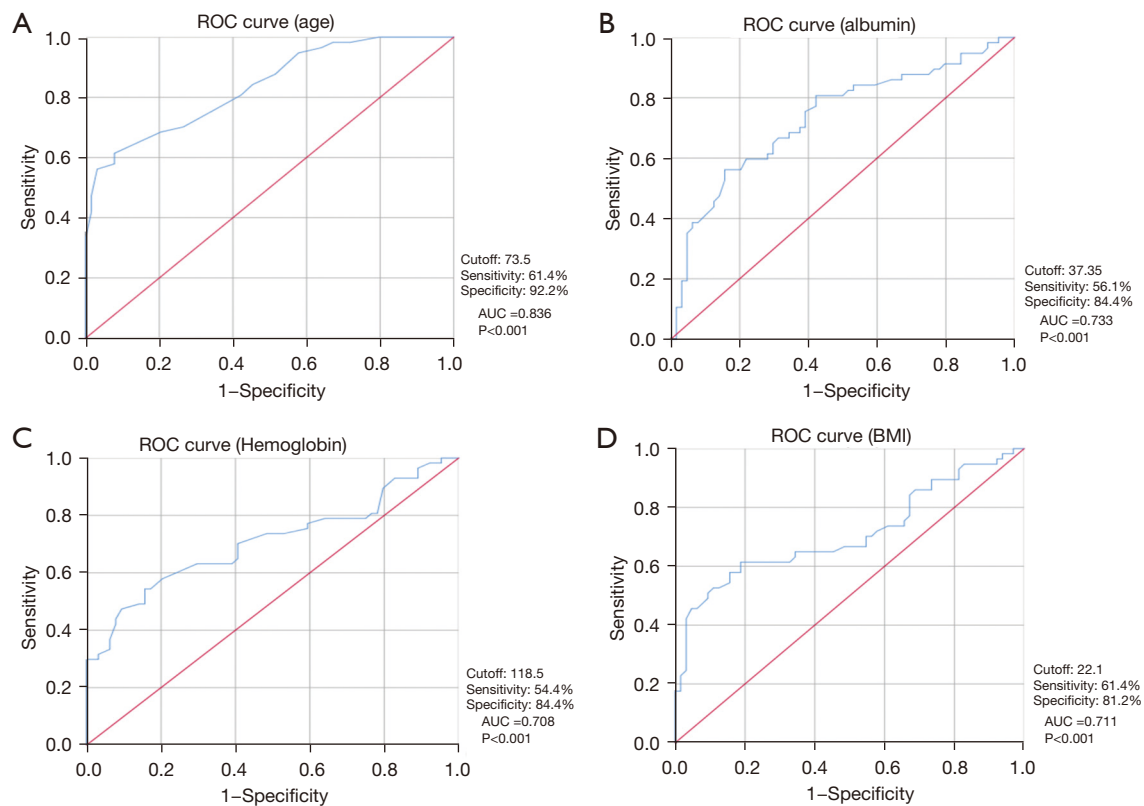 A
ROC curve (age)
1.0
0.8
0.6
0.4
0.2
0.0
Sensitivity
0.0 0.2 0.4 0.6 0.8 1.0
1–Specificity
Cutoff: 73.5
Sensitivity: 61.4%
Specificity: 92.2%
AUC =0.836
P<0.001
B
ROC curve (albumin)
1.0
0.8
0.6
0.4
0.2
0.0
Sensitivity
0.0 0.2 0.4 0.6 0.8 1.0
1–Specificity
Cutoff: 37.35
Sensitivity: 56.1%
Specificity: 84.4%
AUC =0.733
P<0.001
C
ROC curve (Hemoglobin)
1.0
0.8
0.6
0.4
0.2
0.0
Sensitivity
0.0 0.2 0.4 0.6 0.8 1.0
1–Specificity
Cutoff: 118.5
Sensitivity: 54.4%
Specificity: 84.4%
AUC =0.708
P<0.001
D
ROC curve (BMI)
1.0
0.8
0.6
0.4
0.2
0.0
Sensitivity
0.0 0.2 0.4 0.6 0.8 1.0
1–Specificity
Cutoff: 22.1
Sensitivity: 61.4%
Specificity: 81.2%
AUC =0.711
P<0.001